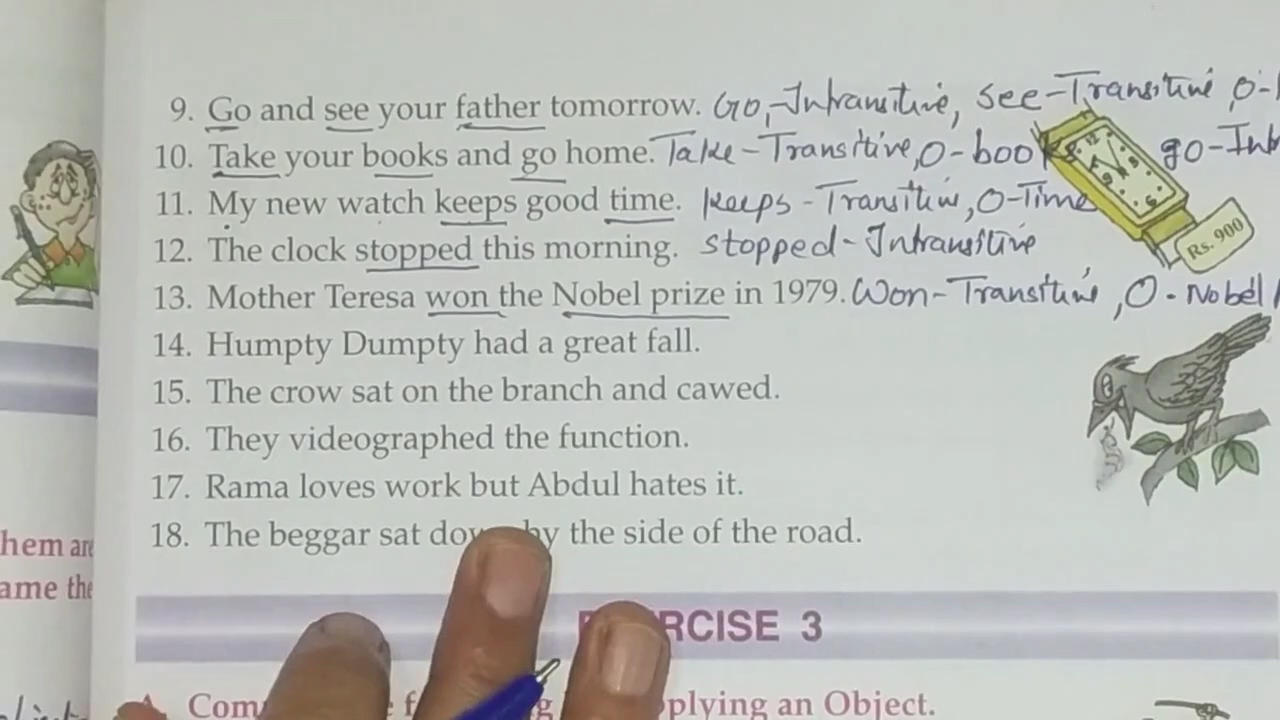 9. Go and see your father tomorrow. Go, Intransitive, see-Transitive, O-
10. Take your books and go home. Take-Transitive, O-books go-Int
11. My new watch keeps good time. keeps-Transitive, O-Time
12. The clock stopped this morning. stopped-Intransitive
Rs. 900
13. Mother Teresa won the Nobel prize in 1979. Won-Transitive, O-Nobel
14. Humpty Dumpty had a great fall.
15. The crow sat on the branch and cawed.
16. They videographed the function.
17. Rama loves work but Abdul hates it.
18. The beggar sat down by the side of the road.
hem are
ame the
EXERCISE 3
A. Com plying an Object.